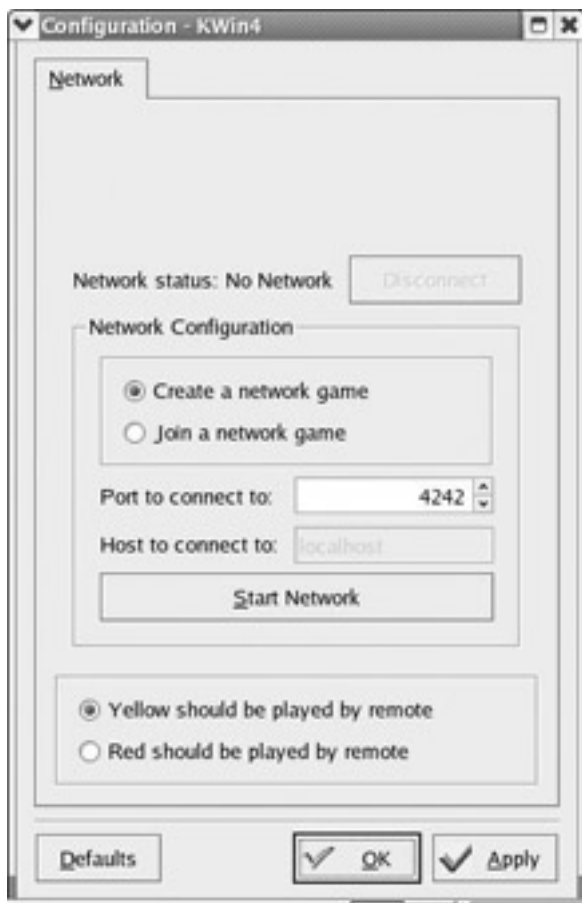 Configuration - KWin4
Network
Network status: No Network
Disconnect
Network Configuration
Create a network game
Join a network game
Port to connect to:
4242
Host to connect to:
localhost
Start Network
Yellow should be played by remote
Red should be played by remote
Defaults
OK
Apply